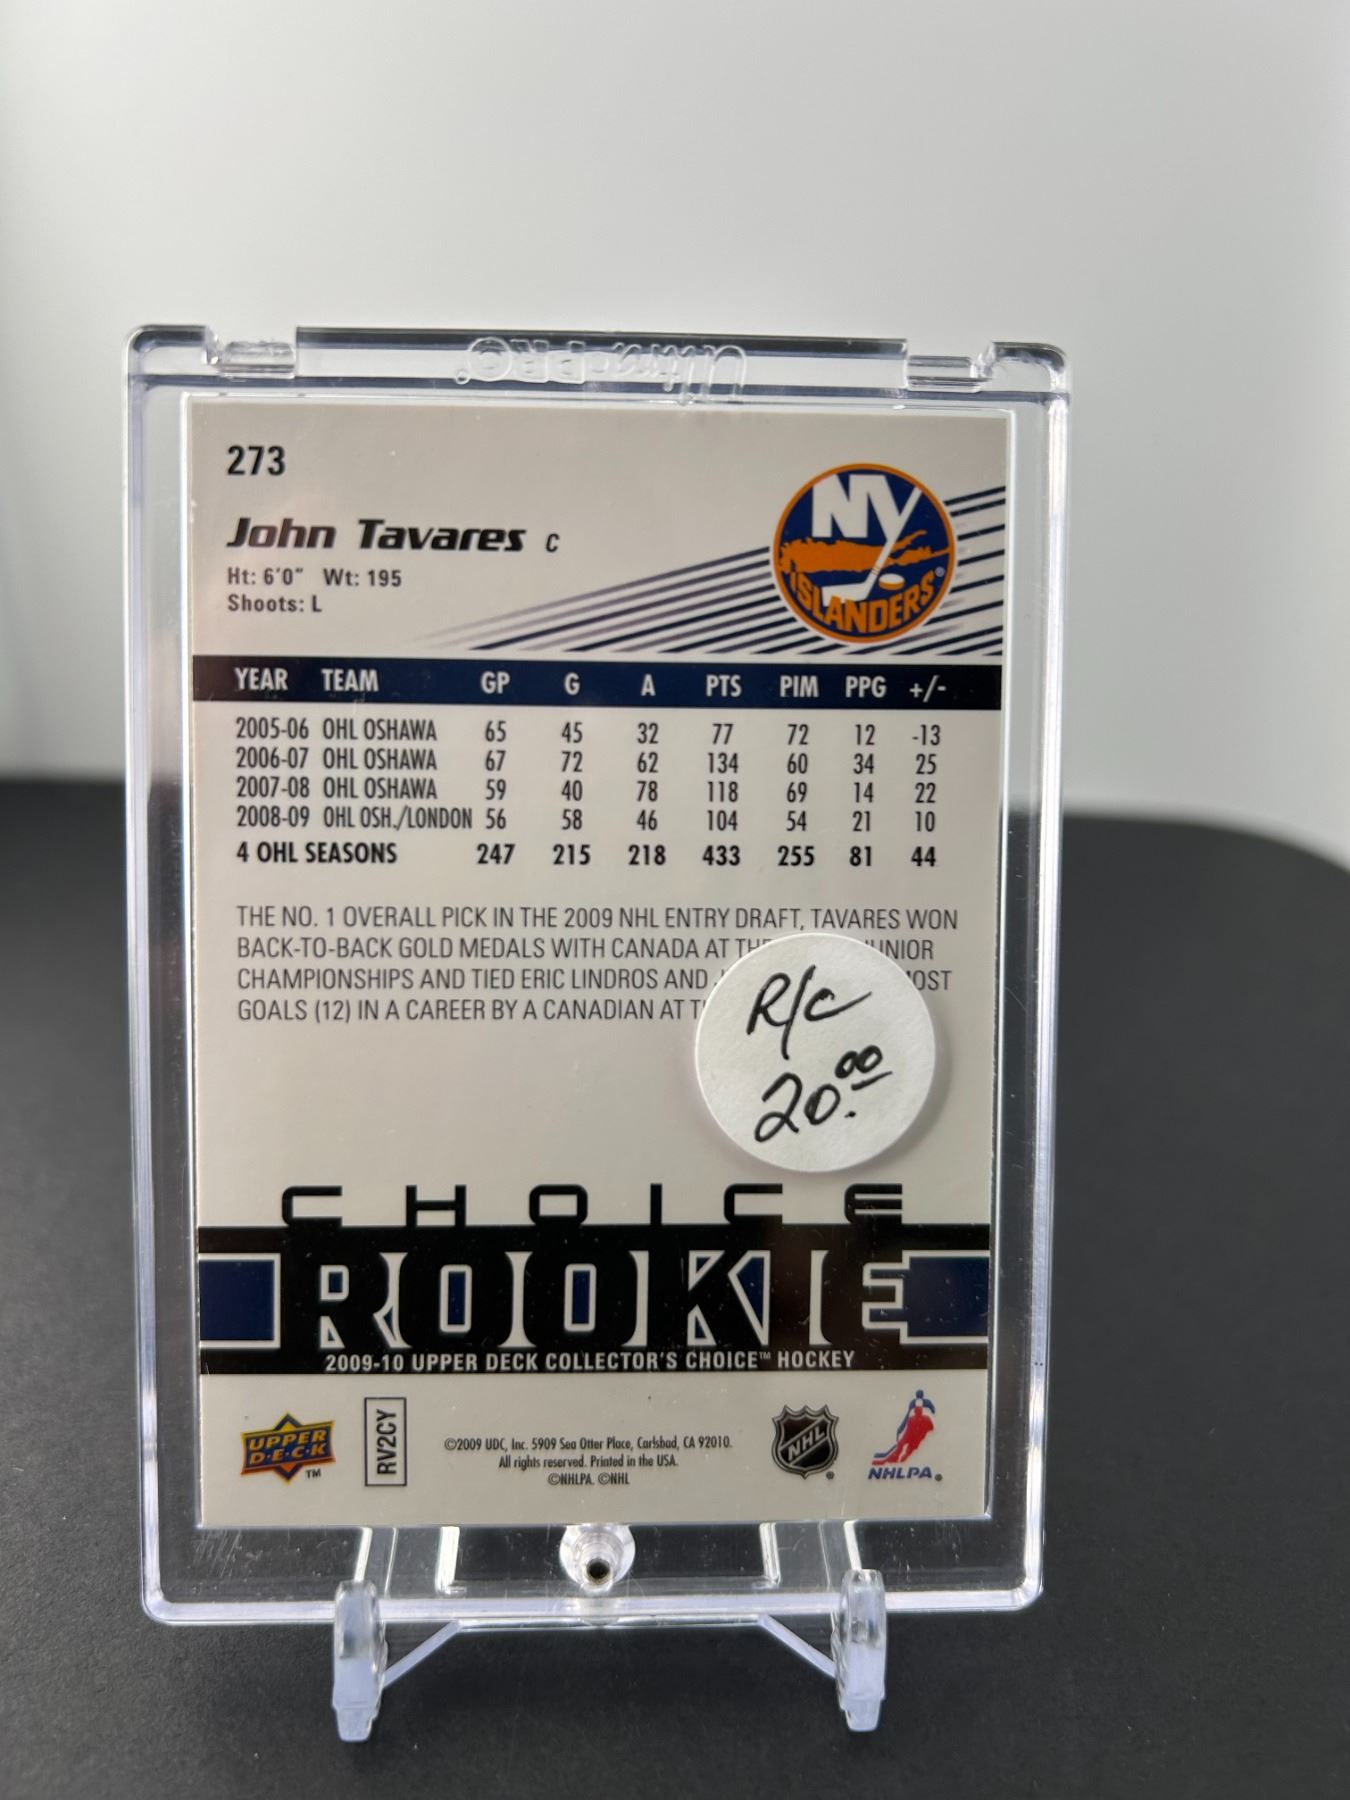 ultra•PRO®
273
John Tavares C
Ht: 6'0" Wt: 195
Shoots: L
NY
ISLANDERS®
YEAR TEAM GP G A PTS PIM PPG +/-
2005-06 OHL OSHAWA 65 45 32 77 72 12 -13
2006-07 OHL OSHAWA 67 72 62 134 60 34 25
2007-08 OHL OSHAWA 59 40 78 118 69 14 22
2008-09 OHL OSH./LONDON 56 58 46 104 54 21 10
4 OHL SEASONS 247 215 218 433 255 81 44
THE NO. 1 OVERALL PICK IN THE 2009 NHL ENTRY DRAFT, TAVARES WON
BACK-TO-BACK GOLD MEDALS WITH CANADA AT
CHAMPIONSHIPS AND TIED ERIC LINDROS AND
GOALS (12) IN A CAREER BY A CANADIAN AT
R/C
20.00
CHOICE
ROOKIE
2009-10 UPPER DECK COLLECTOR'S CHOICE™ HOCKEY
UPPER
D•E•C•K
TM
RV2CY
©2009 UDC, Inc. 5909 Sea Otter Place, Carlsbad, CA 92010.
All rights reserved. Printed in the USA.
©NHLPA. ©NHL
NHL®
NHLPA®